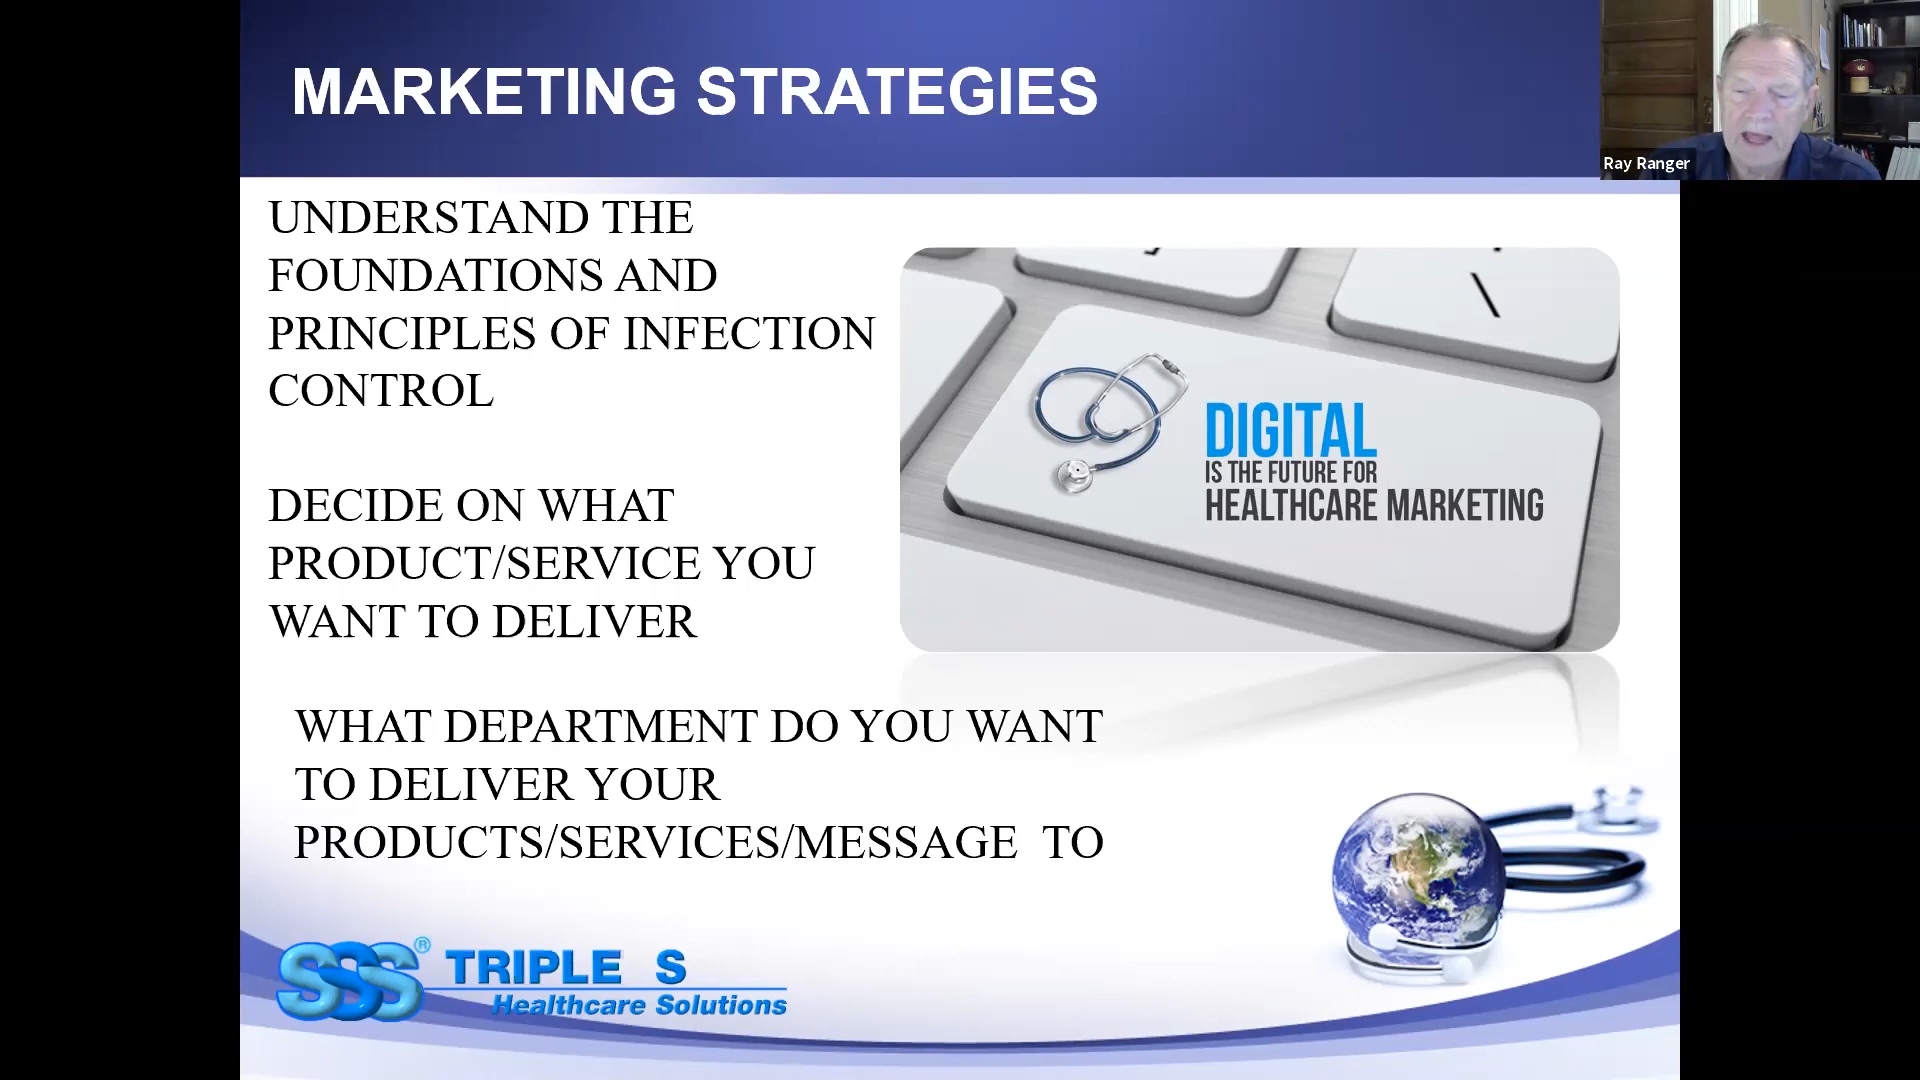 MARKETING STRATEGIES
Ray Ranger
UNDERSTAND THE
FOUNDATIONS AND
PRINCIPLES OF INFECTION
CONTROL
DECIDE ON WHAT
PRODUCT/SERVICE YOU
WANT TO DELIVER
\
DIGITAL
IS THE FUTURE FOR
HEALTHCARE MARKETING
WHAT DEPARTMENT DO YOU WANT
TO DELIVER YOUR
PRODUCTS/SERVICES/MESSAGE TO
SSS® TRIPLE S
Healthcare Solutions